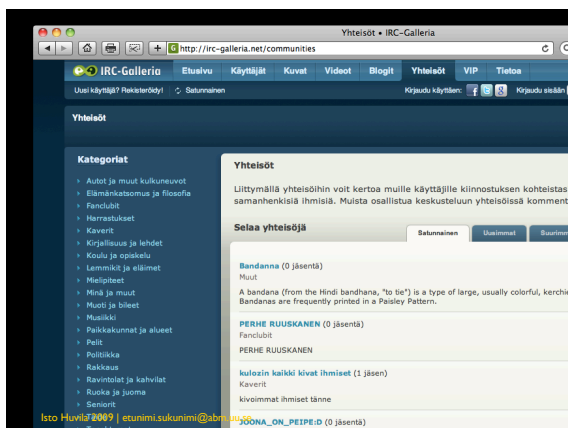 Yhteisöt • IRC-Galleria
http://irc-galleria.net/communities
IRC-Galleria Etusivu Käyttäjät Kuvat Videot Blogit Yhteisöt VIP Tietoa
Uusi käyttäjä? Rekisteröidy! Satunnainen Kirjaudu käyttäen: Kirjaudu sisään
Yhteisöt
Kategoriat
Autot ja muut kulkuneuvot
Elämänkatsomus ja filosofia
Fanclubit
Harrastukset
Kaverit
Kirjallisuus ja lehdet
Koulu ja opiskelu
Lemmikit ja eläimet
Mielipiteet
Minä ja muut
Muoti ja bileet
Musiikki
Paikkakunnat ja alueet
Pelit
Politiikka
Rakkaus
Ravintolat ja kahvilat
Ruoka ja juoma
Seniorit
Yhteisöt
Liittymällä yhteisöihin voit kertoa muille käyttäjille kiinnostuksen kohteistas
samanhenkisiä ihmisiä. Muista osallistua keskusteluun yhteisöissä komment
Selaa yhteisöjä
Satunnainen Uusimmat Suurimm
Bandanna (0 jäsentä)
Muut
A bandana (from the Hindi bandhana, "to tie") is a type of large, usually colorful, kerchie
Bandanas are frequently printed in a Paisley Pattern.
PERHE RUUSKANEN (0 jäsentä)
Fanclubit
PERHE RUUSKANEN
kulozin kaikki kivat ihmiset (1 jäsen)
Kaverit
kivoimmat ihmiset tänne
JOONA_ON_PEIPE:D (0 jäsentä)
Isto Huvila 2009 | etunimi.sukunimi@abm.uu.se